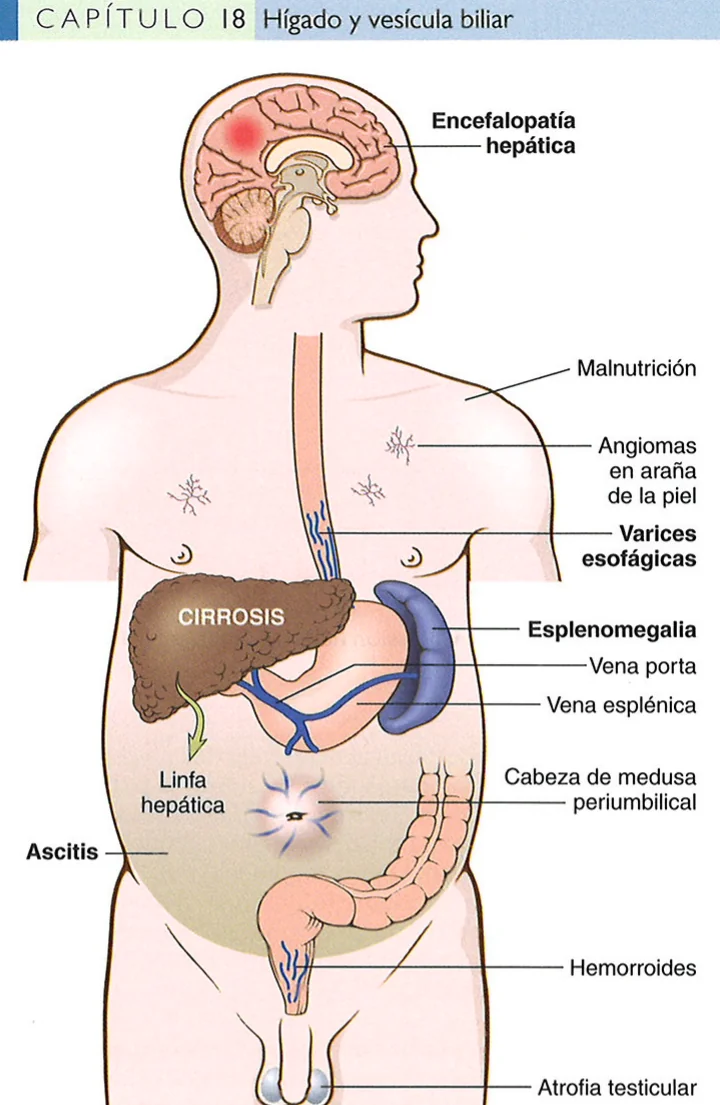 CAPÍTULO 18 Hígado y vesícula biliar
Encefalopatía
hepática
Malnutrición
Angiomas
en araña
de la piel
Varices
esofágicas
CIRROSIS
Esplenomegalia
Vena porta
Vena esplénica
Linfa
hepática
Cabeza de medusa
periumbilical
Ascitis
Hemorroides
Atrofia testicular